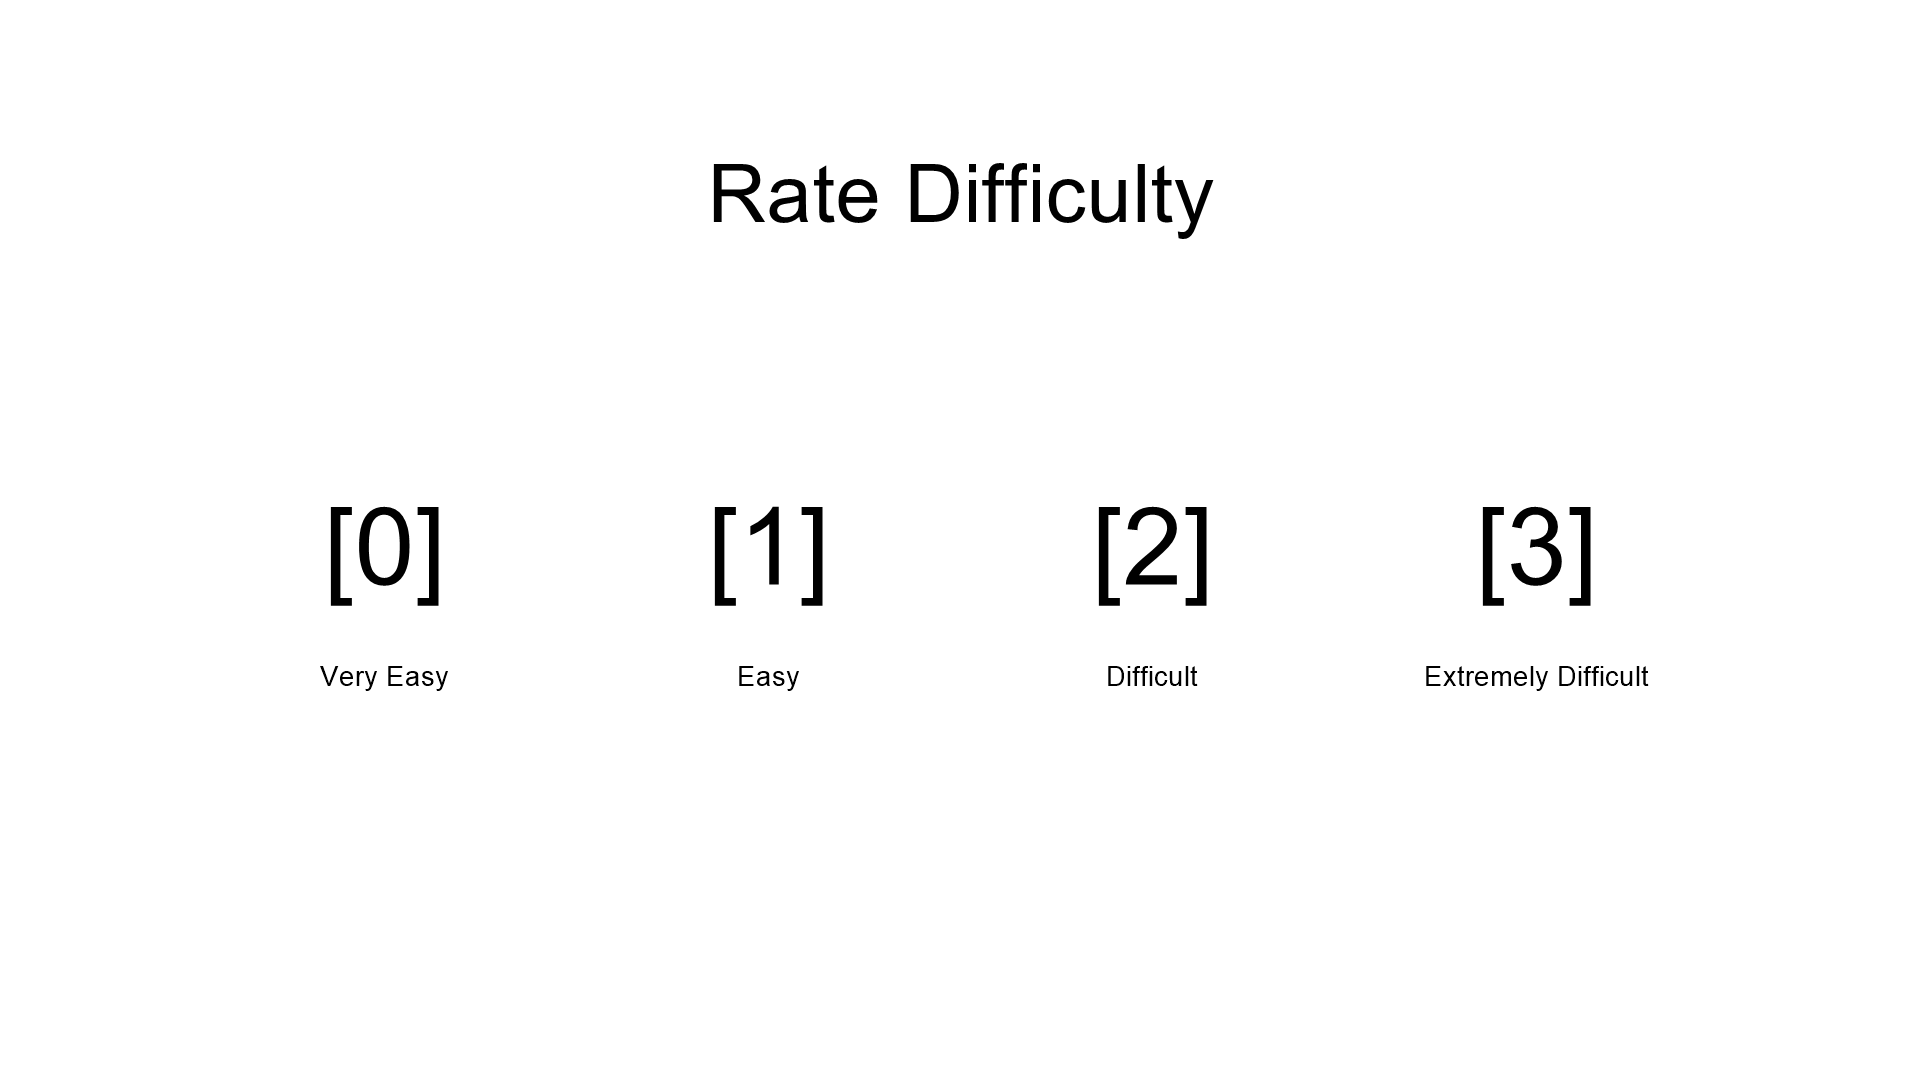 Rate Difficulty
[0] [1] [2] [3]
Very Easy Easy Difficult Extremely Difficult